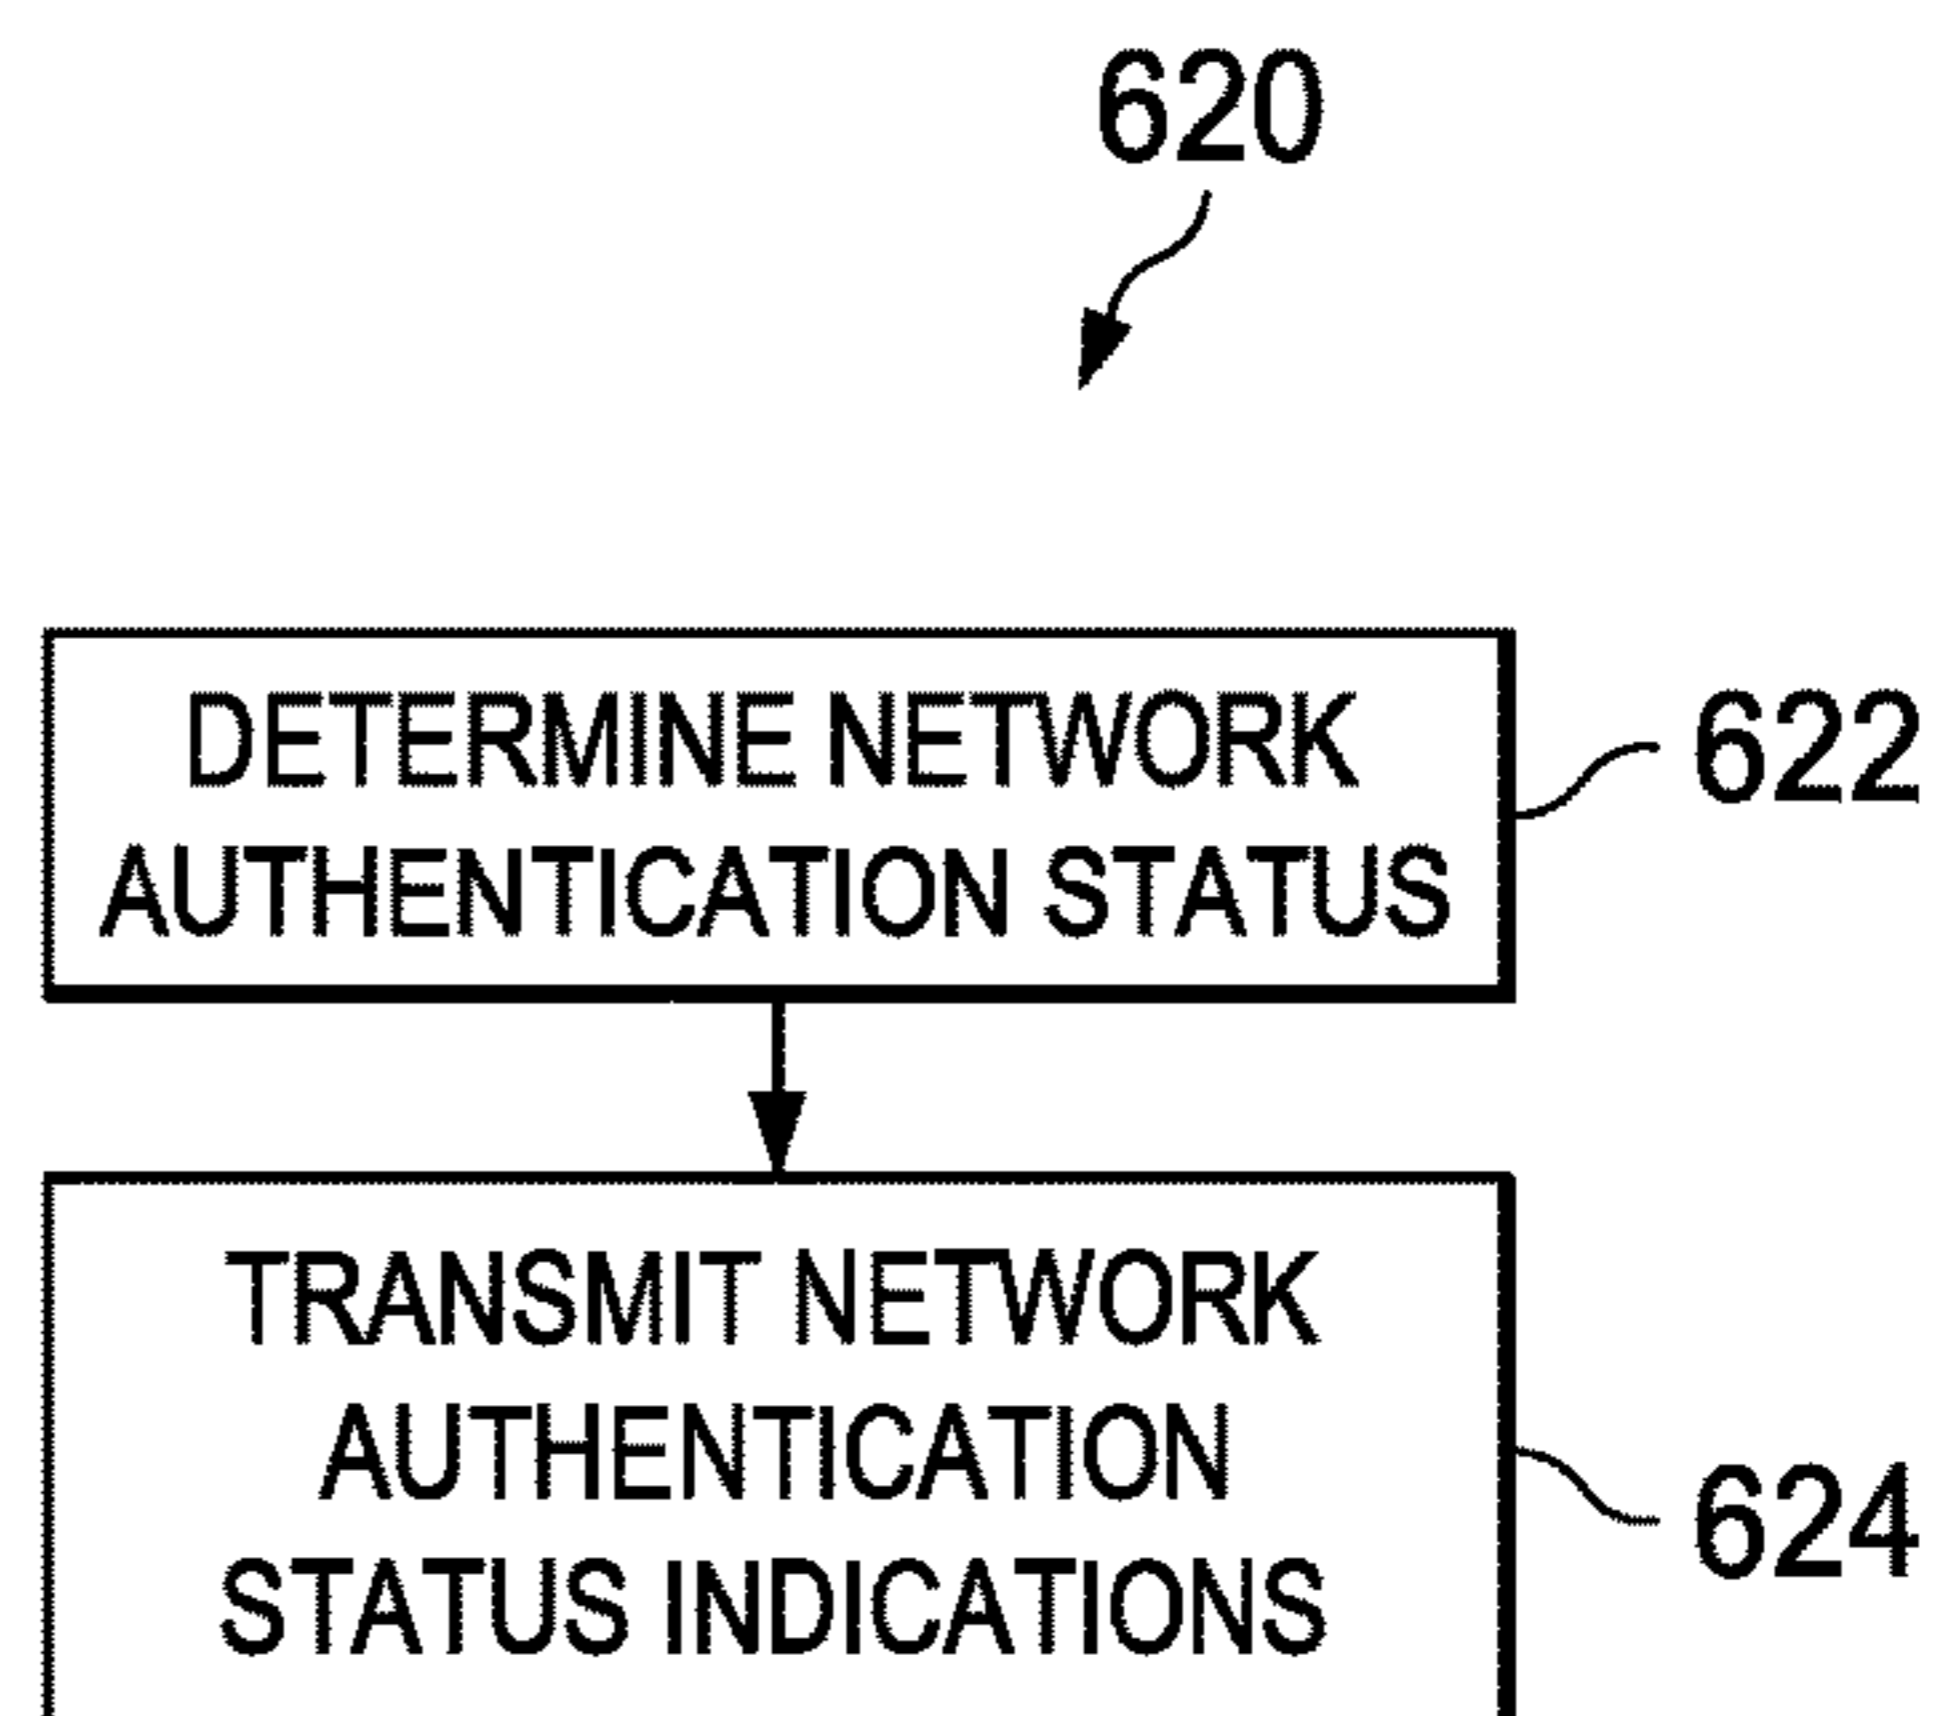 620
DETERMINE NETWORK
AUTHENTICATION STATUS
622
TRANSMIT NETWORK
AUTHENTICATION
STATUS INDICATIONS
624